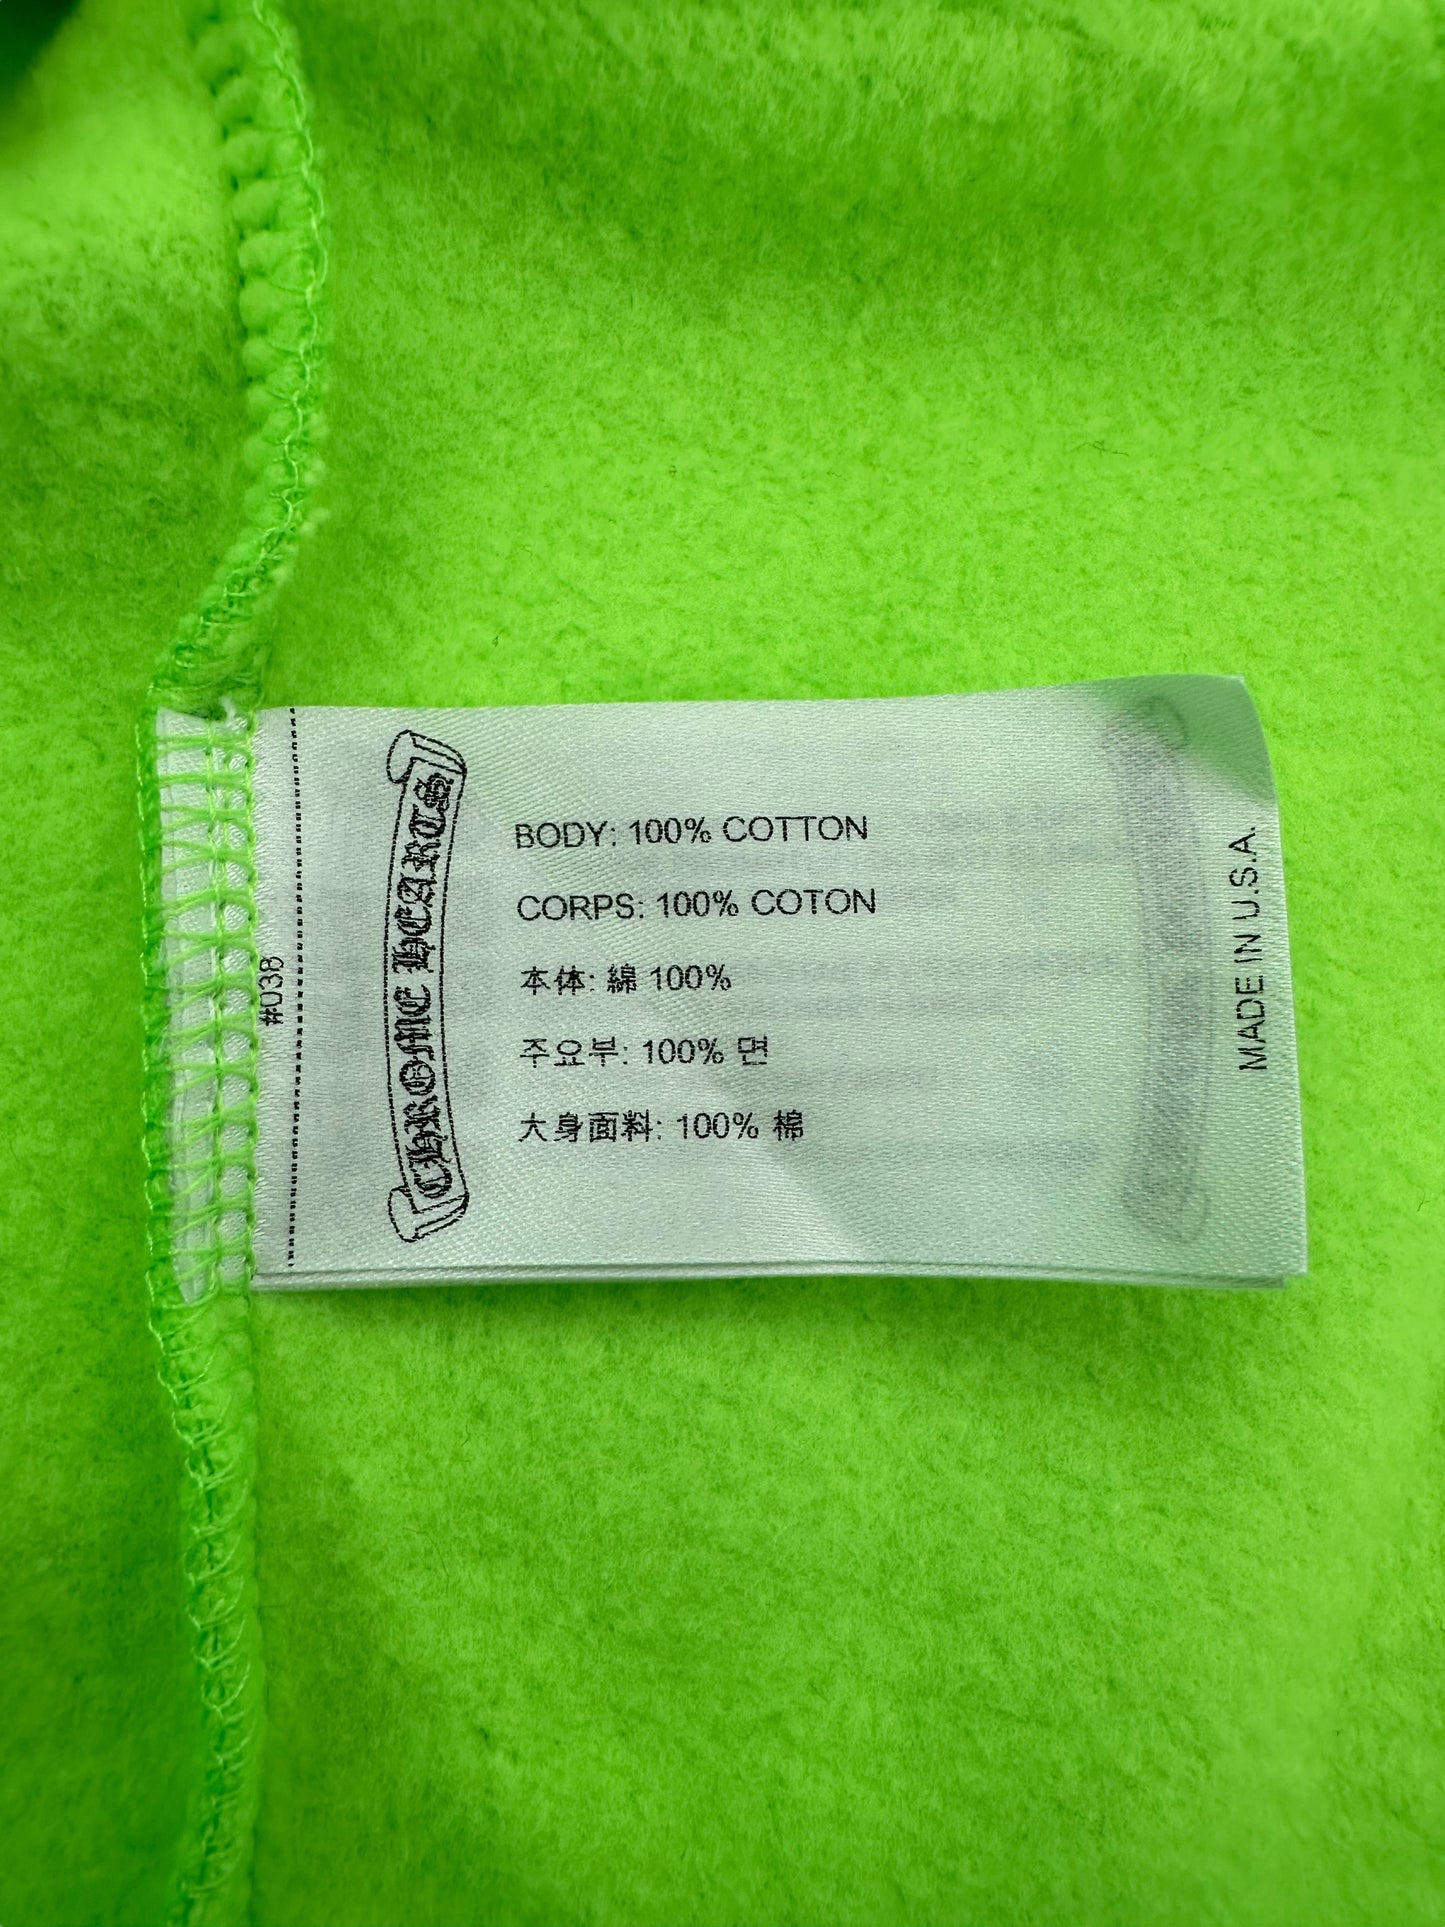 #038
CHROME HEARTS
BODY: 100% COTTON
CORPS: 100% COTON
本体: 綿 100%
주요부: 100% 면
大身面料: 100% 棉
MADE IN U.S.A.